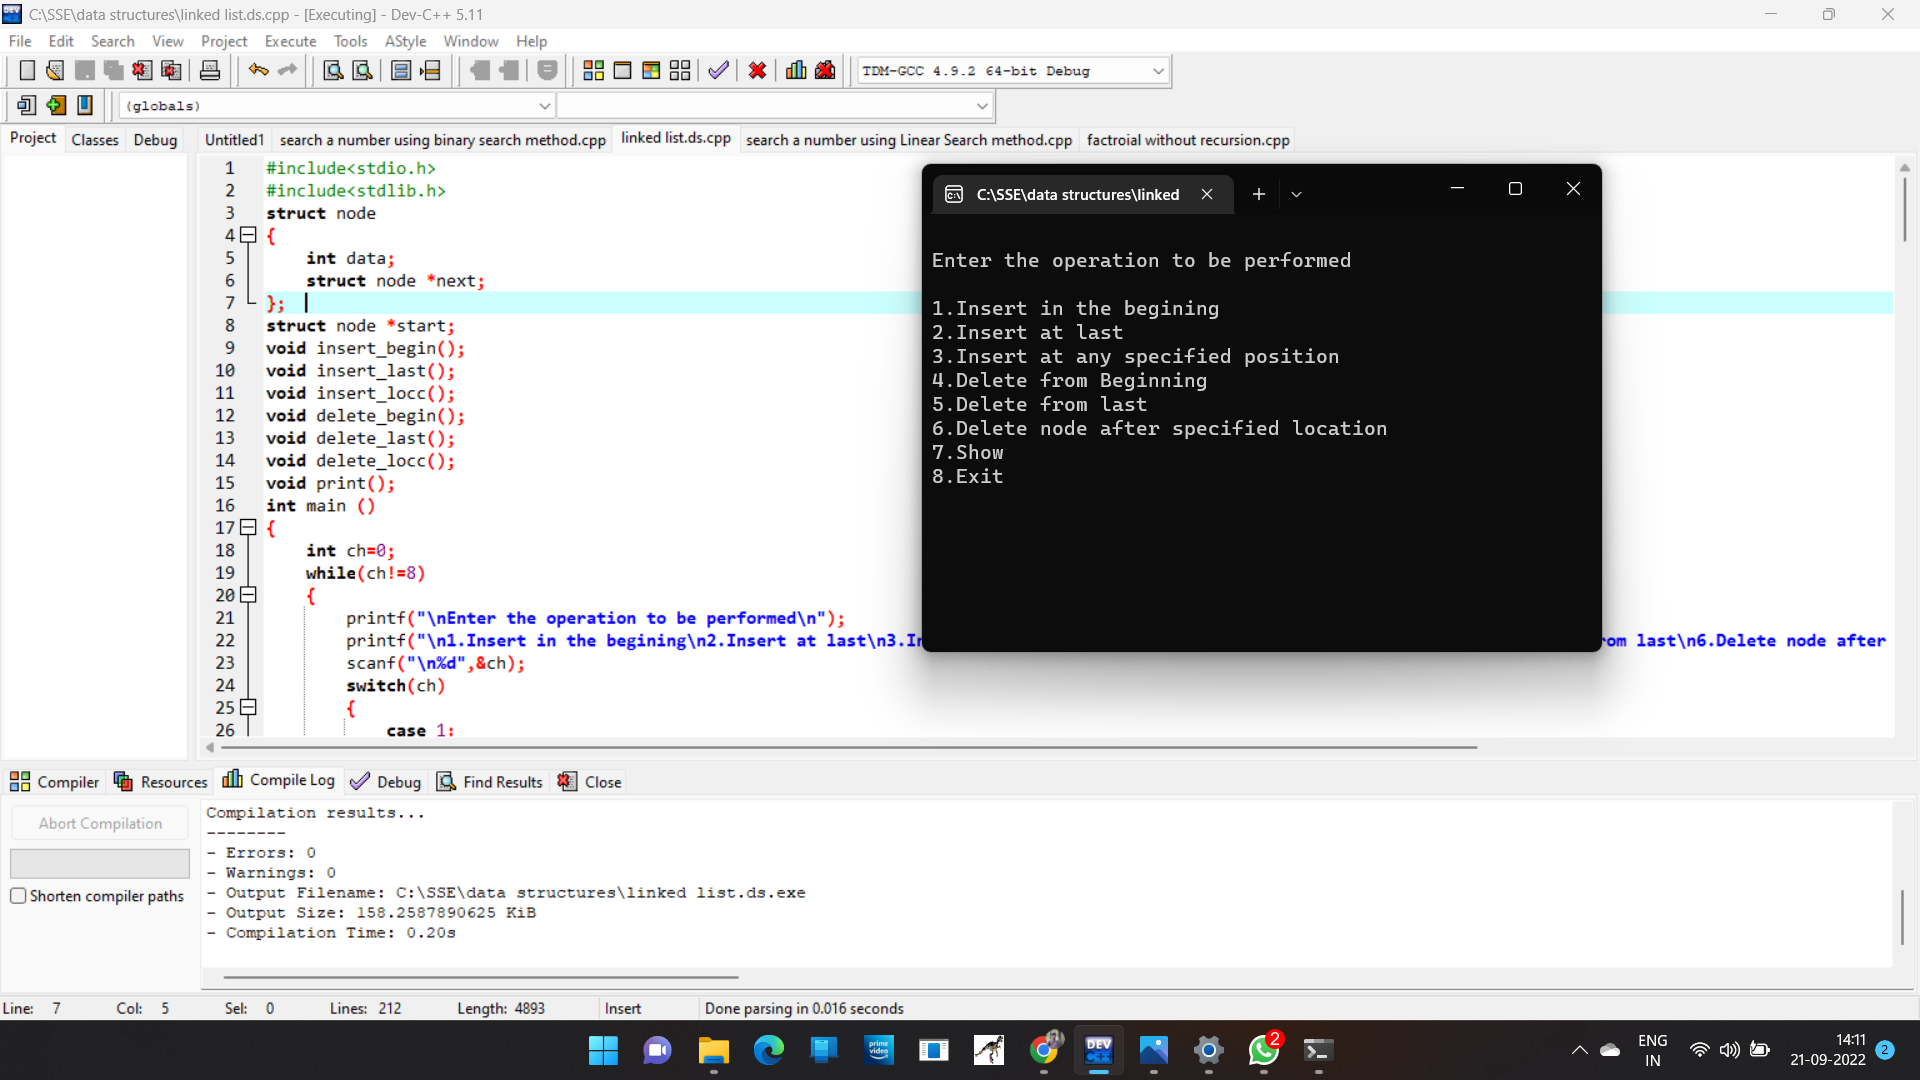 C:\SSE\data structures\linked list.ds.cpp - [Executing] - Dev-C++ 5.11
File Edit Search View Project Execute Tools AStyle Window Help
TDM-GCC 4.9.2 64-bit Debug
(globals)
Project Classes Debug
Untitled1 search a number using binary search method.cpp linked list.ds.cpp search a number using Linear Search method.cpp factroial without recursion.cpp
1 #include<stdio.h>
2 #include<stdlib.h>
3 struct node
4 {
5 int data;
6 struct node *next;
7 };
8 struct node *start;
9 void insert_begin();
10 void insert_last();
11 void insert_locc();
12 void delete_begin();
13 void delete_last();
14 void delete_locc();
15 void print();
16 int main ()
17 {
18 int ch=0;
19 while(ch!=8)
20 {
21 printf("\nEnter the operation to be performed\n");
22 printf("\n1.Insert in the begining\n2.Insert at last\n3.In om last\n6.Delete node after
23 scanf("\n%d",&ch);
24 switch(ch)
25 {
26 case 1:
C:\SSE\data structures\linked
Enter the operation to be performed
1.Insert in the begining
2.Insert at last
3.Insert at any specified position
4.Delete from Beginning
5.Delete from last
6.Delete node after specified location
7.Show
8.Exit
Compiler Resources Compile Log Debug Find Results Close
Abort Compilation
Shorten compiler paths
Compilation results...
--------
- Errors: 0
- Warnings: 0
- Output Filename: C:\SSE\data structures\linked list.ds.exe
- Output Size: 158.2587890625 KiB
- Compilation Time: 0.20s
Line: 7 Col: 5 Sel: 0 Lines: 212 Length: 4893 Insert Done parsing in 0.016 seconds
prime video
DEV C++
2
ENG
IN
14:11
21-09-2022
2